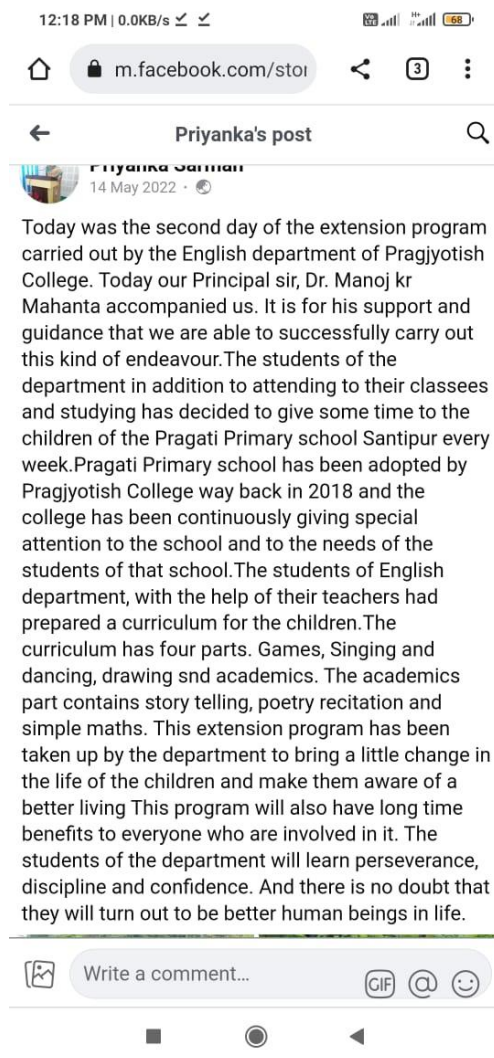 12:18 PM | 0.0KB/s
Vo LTE H+ 68
m.facebook.com/stor
3
Priyanka's post
Priyanka Sarmah
14 May 2022 ·
Today was the second day of the extension program
carried out by the English department of Pragjyotish
College. Today our Principal sir, Dr. Manoj kr
Mahanta accompanied us. It is for his support and
guidance that we are able to successfully carry out
this kind of endeavour.The students of the
department in addition to attending to their classees
and studying has decided to give some time to the
children of the Pragati Primary school Santipur every
week.Pragati Primary school has been adopted by
Pragjyotish College way back in 2018 and the
college has been continuously giving special
attention to the school and to the needs of the
students of that school.The students of English
department, with the help of their teachers had
prepared a curriculum for the children.The
curriculum has four parts. Games, Singing and
dancing, drawing snd academics. The academics
part contains story telling, poetry recitation and
simple maths. This extension program has been
taken up by the department to bring a little change in
the life of the children and make them aware of a
better living This program will also have long time
benefits to everyone who are involved in it. The
students of the department will learn perseverance,
discipline and confidence. And there is no doubt that
they will turn out to be better human beings in life.
Write a comment...
GIF @